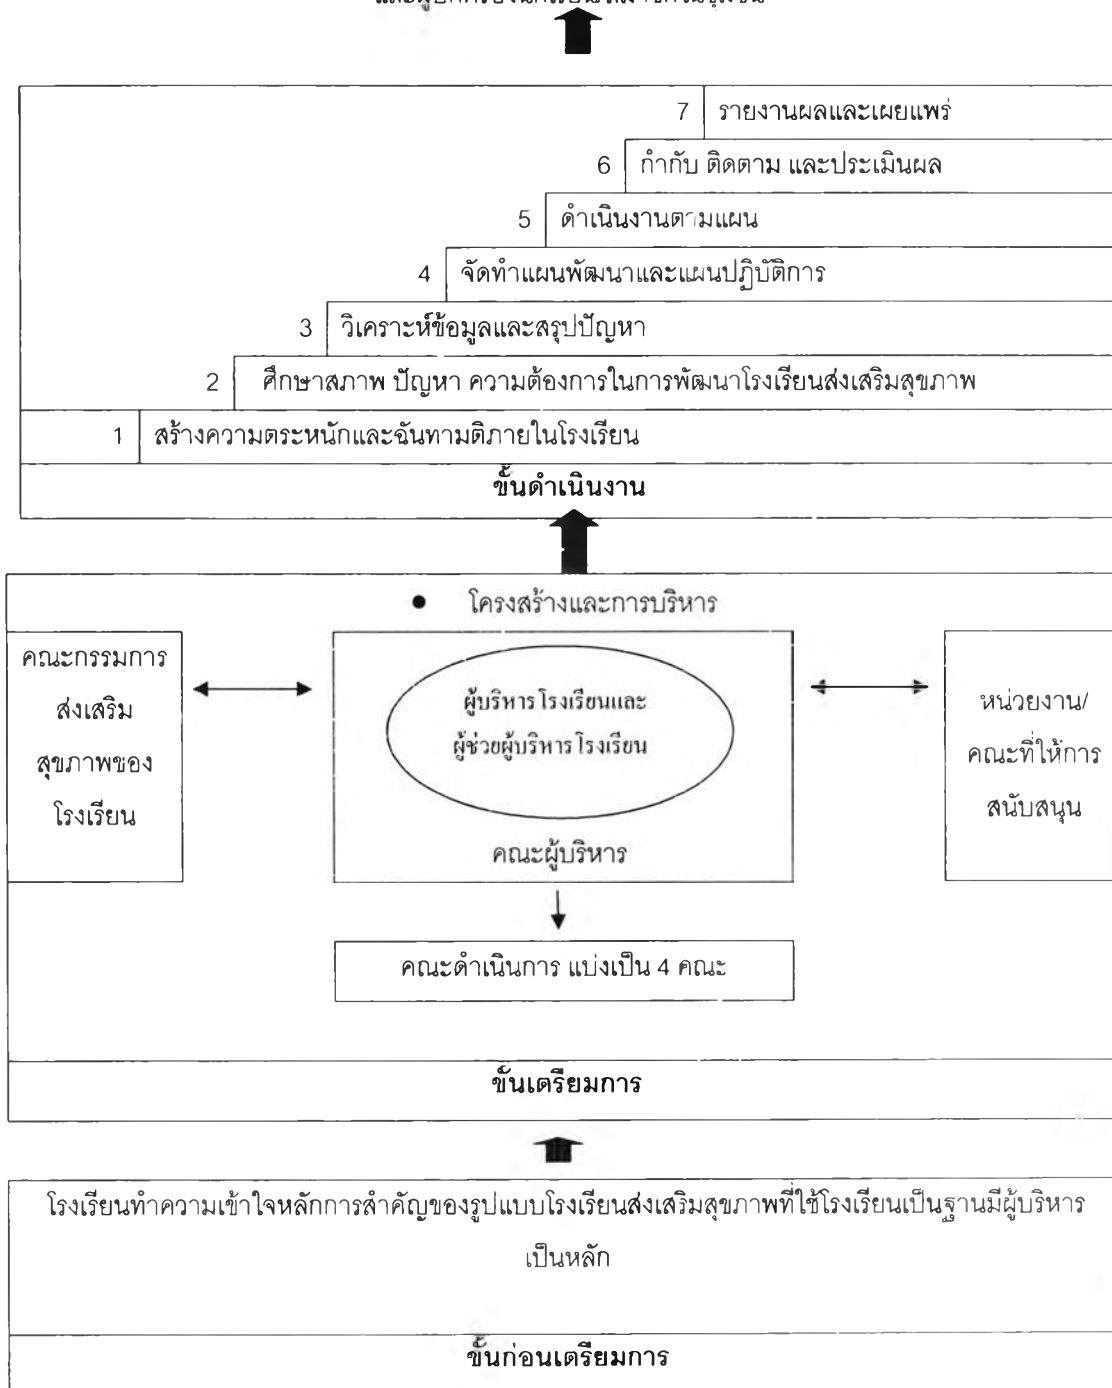 7 รายงานผลและเผยแพร่
6 กำกับ ติดตาม และประเมินผล
5 ดำเนินงานตามแผน
4 จัดทำแผนพัฒนาและแผนปฏิบัติการ
3 วิเคราะห์ข้อมูลและสรุปปัญหา
2 ศึกษาสภาพ ปัญหา ความต้องการในการพัฒนาโรงเรียนส่งเสริมสุขภาพ
1 สร้างความตระหนักและฉันทามติภายในโรงเรียน
ขั้นดำเนินงาน
● โครงสร้างและการบริหาร
คณะกรรมการ
ส่งเสริม
สุขภาพของ
โรงเรียน
ผู้บริหารโรงเรียนและ
ผู้ช่วยผู้บริหารโรงเรียน
คณะผู้บริหาร
หน่วยงาน/
คณะที่ให้การ
สนับสนุน
คณะดำเนินการ แบ่งเป็น 4 คณะ
ขั้นเตรียมการ
โรงเรียนทำความเข้าใจหลักการสำคัญของรูปแบบโรงเรียนส่งเสริมสุขภาพที่ใช้โรงเรียนเป็นฐานมีผู้บริหาร
เป็นหลัก
ขั้นก่อนเตรียมการ